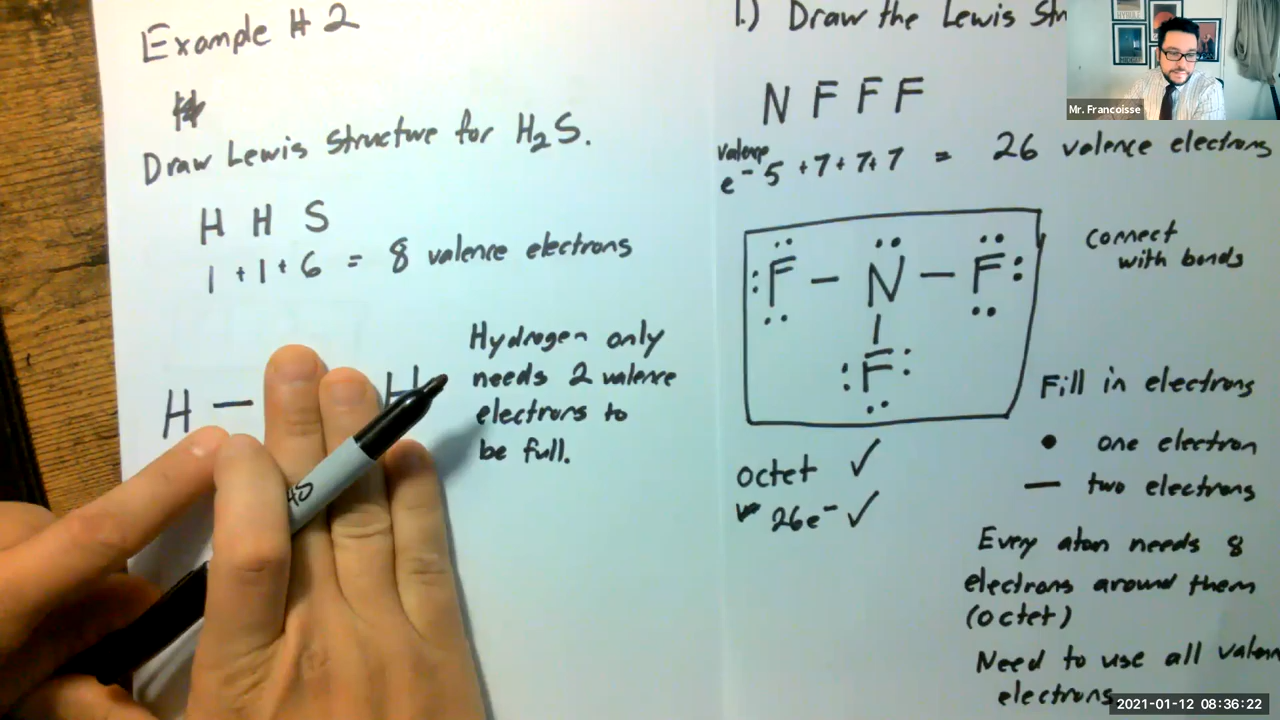 Example # 2
Draw Lewis Structure for H₂S.
H H S
1 + 1 + 6 = 8 valence electrons
H — H
Hydrogen only
needs 2 valence
electrons to
be full.
1.) Draw the Lewis
N F F F
valence
e⁻ 5 + 7 + 7 + 7 = 26 valence electrons
F — N — F
F
connect
with bonds
octet ✓
26e⁻ ✓
Fill in electrons
• one electron
— two electrons
Every atom needs 8
electrons around them
(octet)
Need to use all
electrons
Mr. Francoisse
2021-01-12 08:36:22